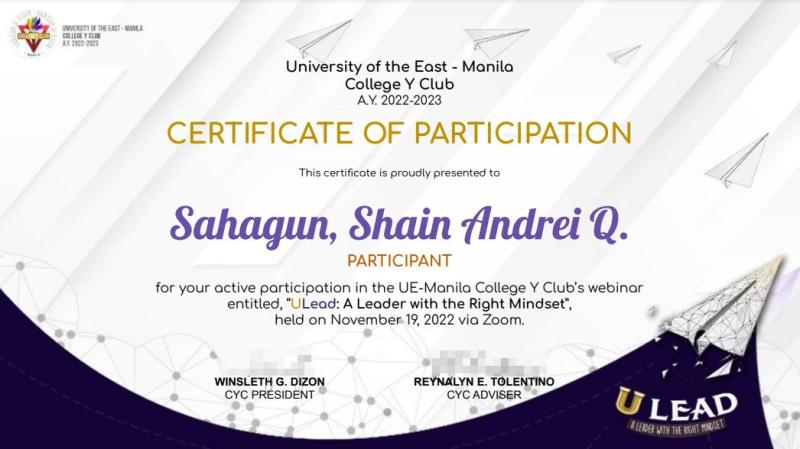 UNIVERSITY OF THE EAST - MANILA
COLLEGE Y CLUB
A.Y. 2022-2023
University of the East - Manila
College Y Club
A.Y. 2022-2023
CERTIFICATE OF PARTICIPATION
This certificate is proudly presented to
Sahagun, Shain Andrei Q.
PARTICIPANT
for your active participation in the UE-Manila College Y Club's webinar
entitled, "ULead: A Leader with the Right Mindset",
held on November 19, 2022 via Zoom.
WINSLETH G. DIZON
CYC PRESIDENT
REYNALYN E. TOLENTINO
CYC ADVISER
U LEAD
A LEADER WITH THE RIGHT MINDSET